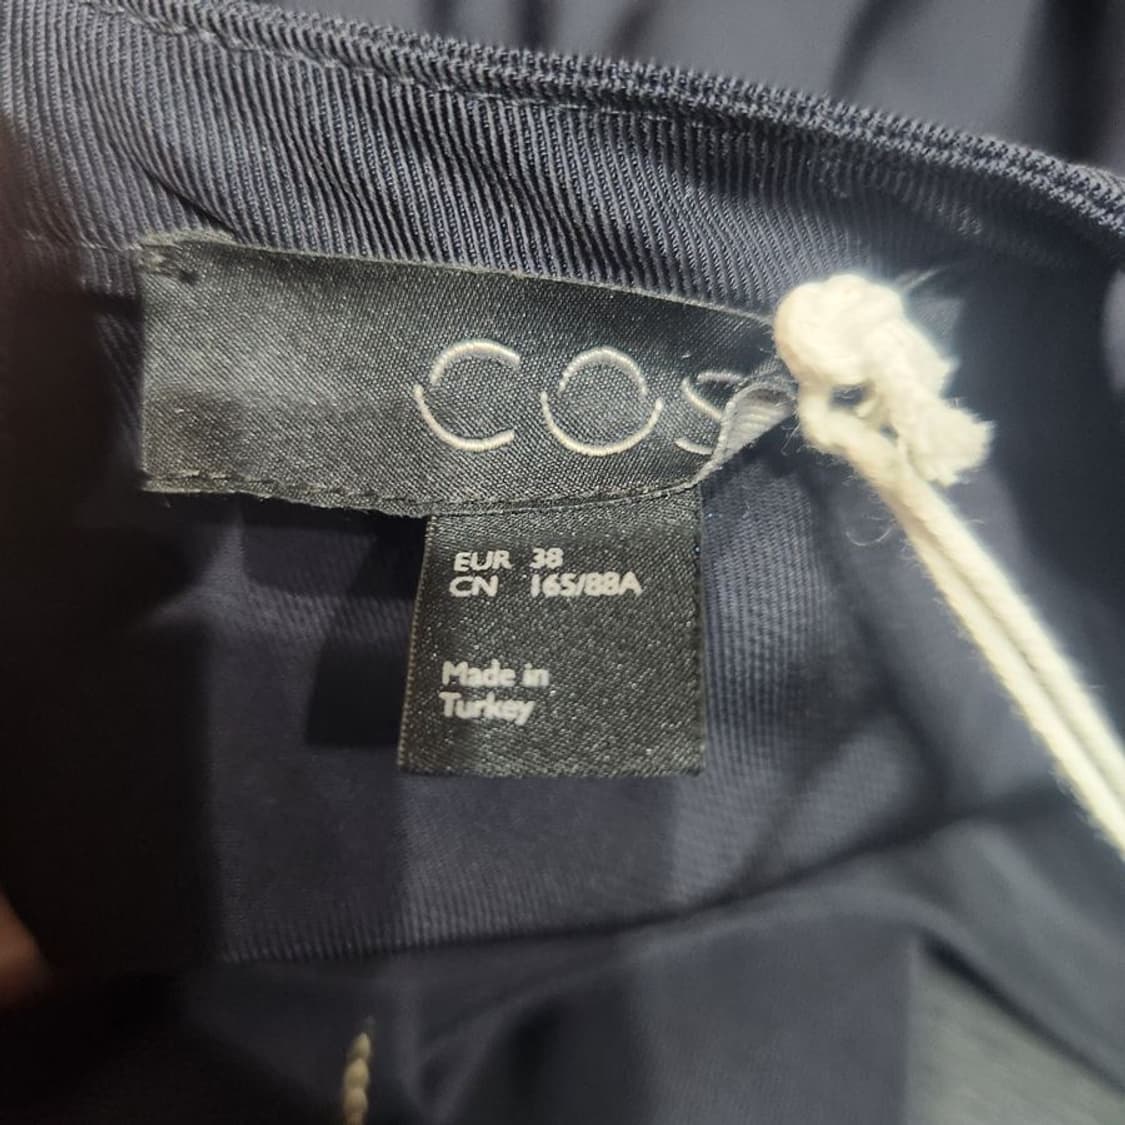 COS
EUR 38
CN 165/88A
Made in
Turkey